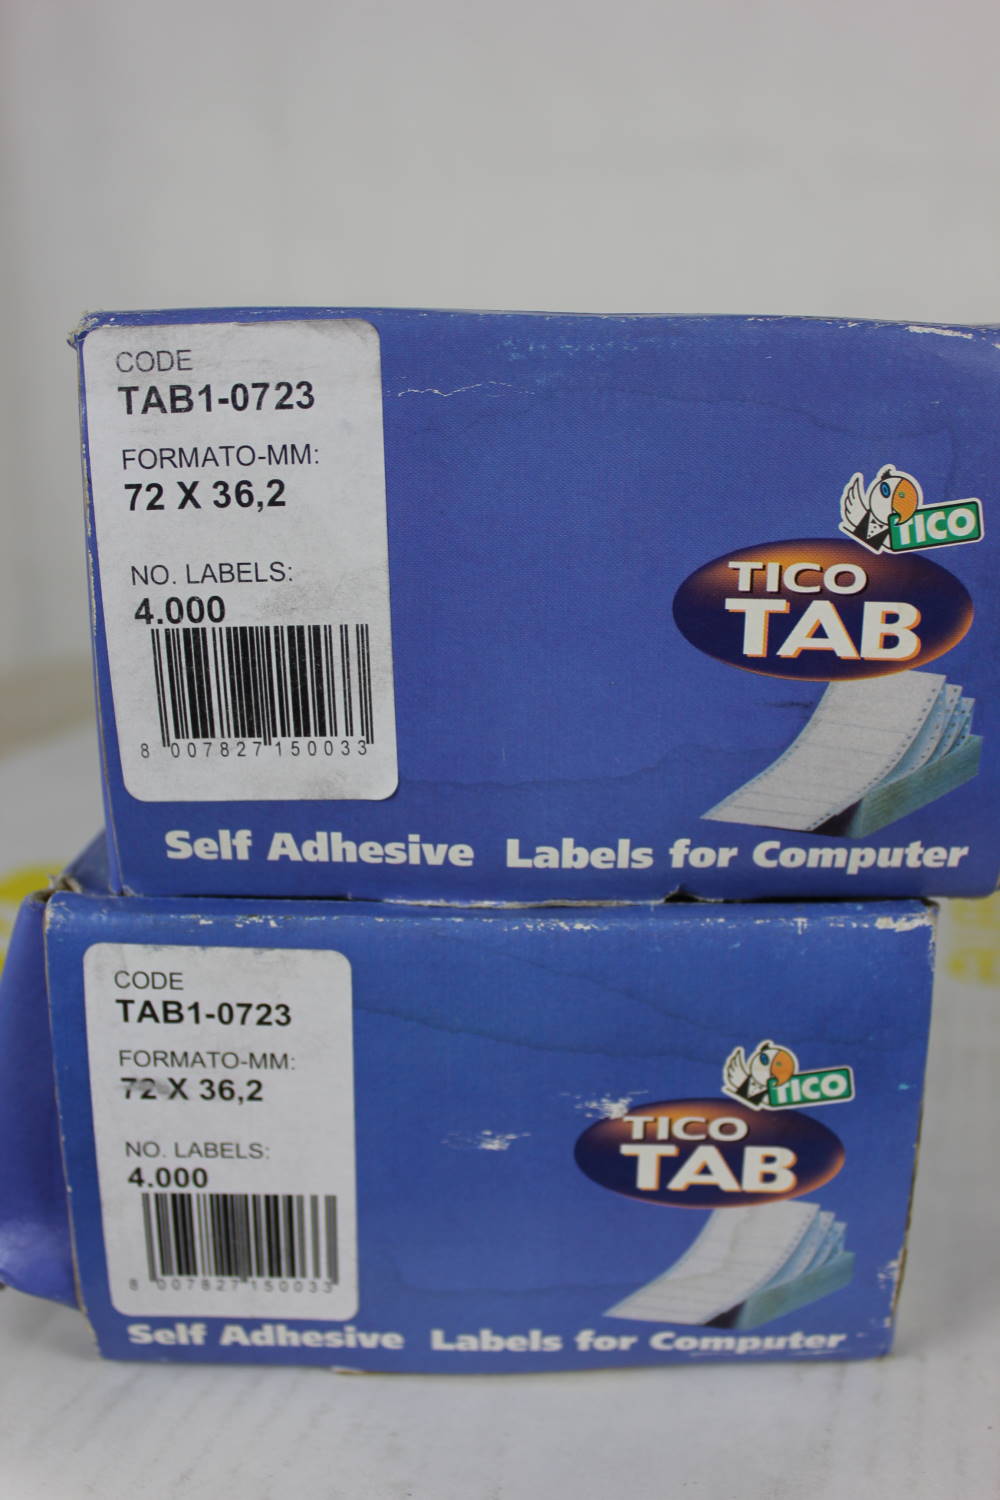 CODE
TAB1-0723
FORMATO-MM:
72 X 36,2
NO. LABELS:
4.000
8 007827 150033
TICO
TICO
TAB
Self Adhesive Labels for Computer
CODE
TAB1-0723
FORMATO-MM:
72 X 36,2
NO. LABELS:
4.000
8 007827 150033
TICO
TICO
TAB
Self Adhesive Labels for Computer